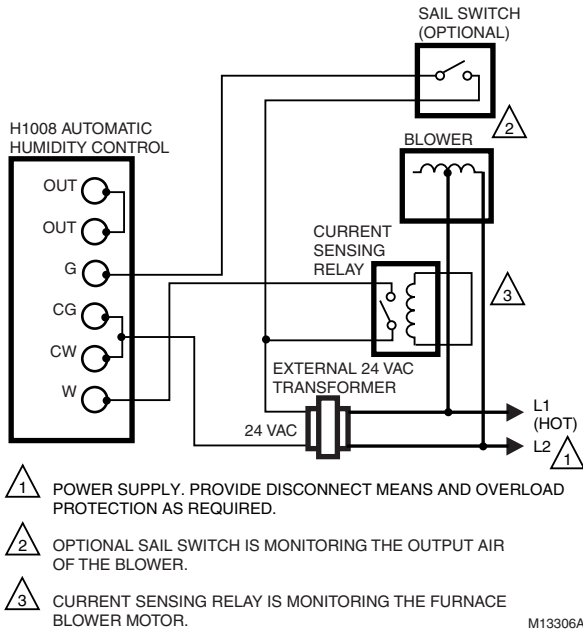 SAIL SWITCH
(OPTIONAL)
2
H1008 AUTOMATIC
HUMIDITY CONTROL
BLOWER
OUT
OUT
CURRENT
SENSING
RELAY
G
3
CG
CW
EXTERNAL 24 VAC
TRANSFORMER
W
L1
(HOT)
24 VAC
L2
1
1 POWER SUPPLY. PROVIDE DISCONNECT MEANS AND OVERLOAD
PROTECTION AS REQUIRED.
2 OPTIONAL SAIL SWITCH IS MONITORING THE OUTPUT AIR
OF THE BLOWER.
3 CURRENT SENSING RELAY IS MONITORING THE FURNACE
BLOWER MOTOR.
M13306A